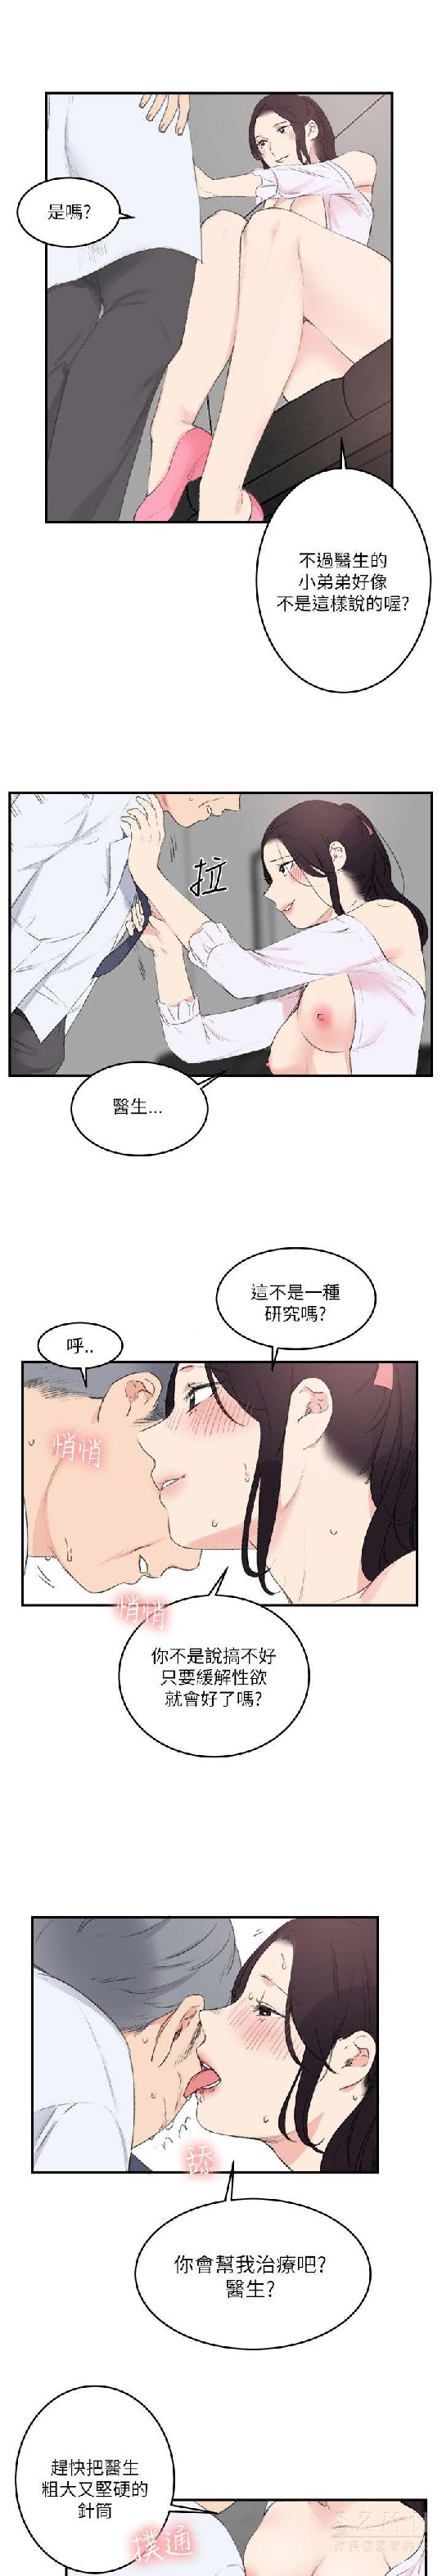 是嗎?
不過醫生的
小弟弟好像
不是這樣說的喔?
拉
醫生...
這不是一種
研究嗎?
呼..
悄悄
悄悄
你不是說搞不好
只要緩解性欲
就會好了嗎?
舔
你會幫我治療吧?
醫生?
趕快把醫生
粗大又堅硬的
針筒
撲通